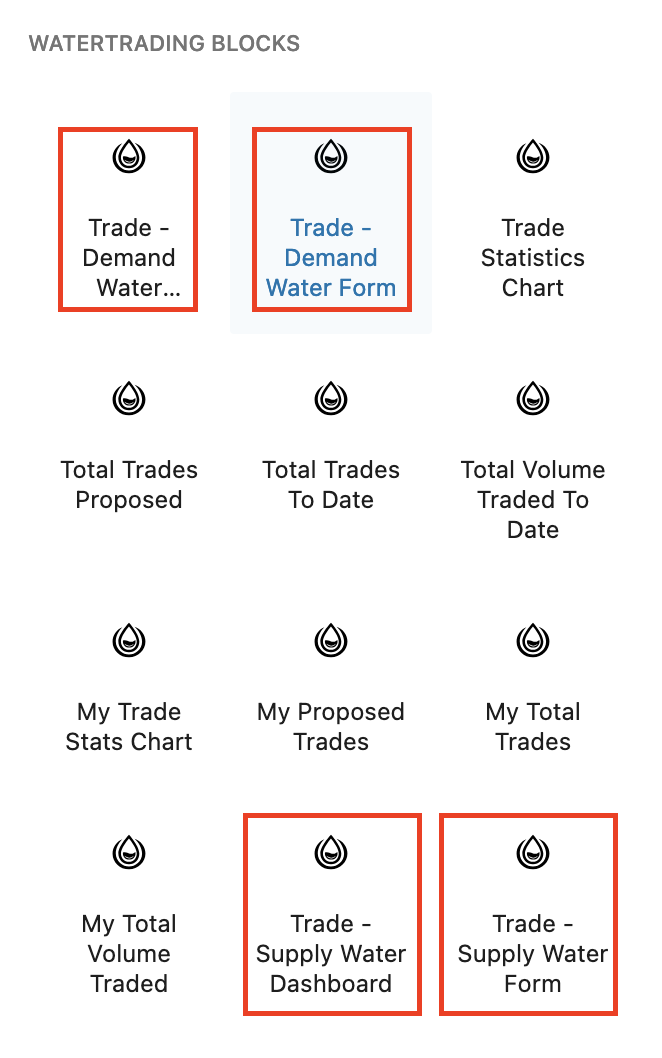 WATERTRADING BLOCKS
Trade -
Demand
Water...
Trade -
Demand
Water Form
Trade
Statistics
Chart
Total Trades
Proposed
Total Trades
To Date
Total Volume
Traded To
Date
My Trade
Stats Chart
My Proposed
Trades
My Total
Trades
My Total
Volume
Traded
Trade -
Supply Water
Dashboard
Trade -
Supply Water
Form